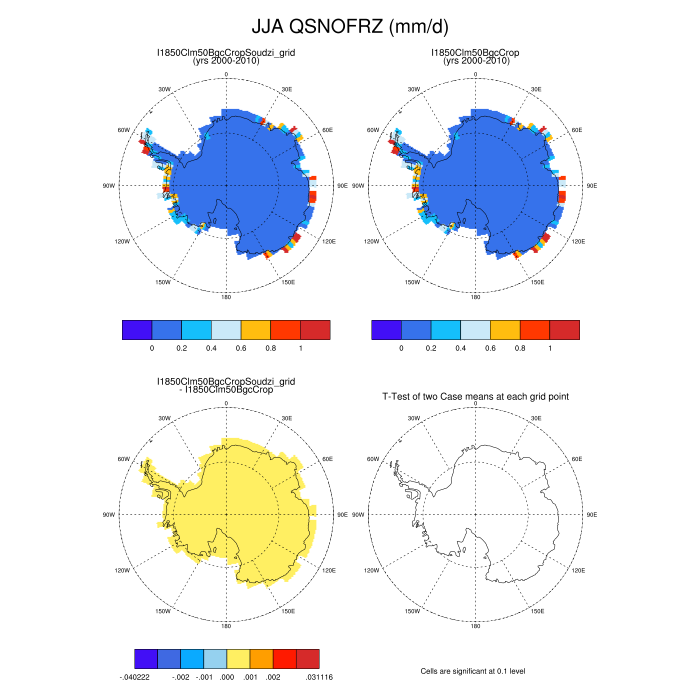 JJA QSNOFRZ (mm/d)
I1850Clm50BgcCropSoudzi_grid
(yrs 2000-2010)
0
30E
60E
90E
120E
150E
180
150W
120W
90W
60W
30W
0 0.2 0.4 0.6 0.8 1
I1850Clm50BgcCrop
(yrs 2000-2010)
0
30E
60E
90E
120E
150E
180
150W
120W
90W
60W
30W
0 0.2 0.4 0.6 0.8 1
I1850Clm50BgcCropSoudzi_grid
- I1850Clm50BgcCrop
0
30E
60E
90E
120E
150E
180
150W
120W
90W
60W
30W
-.040222 -.002 -.001 .000 .001 .002 .031116
T-Test of two Case means at each grid point
0
30E
60E
90E
120E
150E
180
150W
120W
90W
60W
30W
Cells are significant at 0.1 level